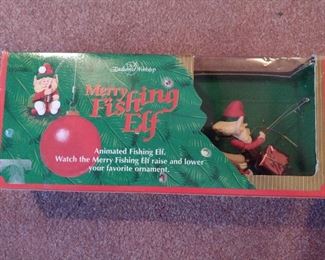 Merry
Fishing
Elf
Animated Fishing Elf.
Watch the Merry Fishing Elf raise and lower
your favorite ornament.